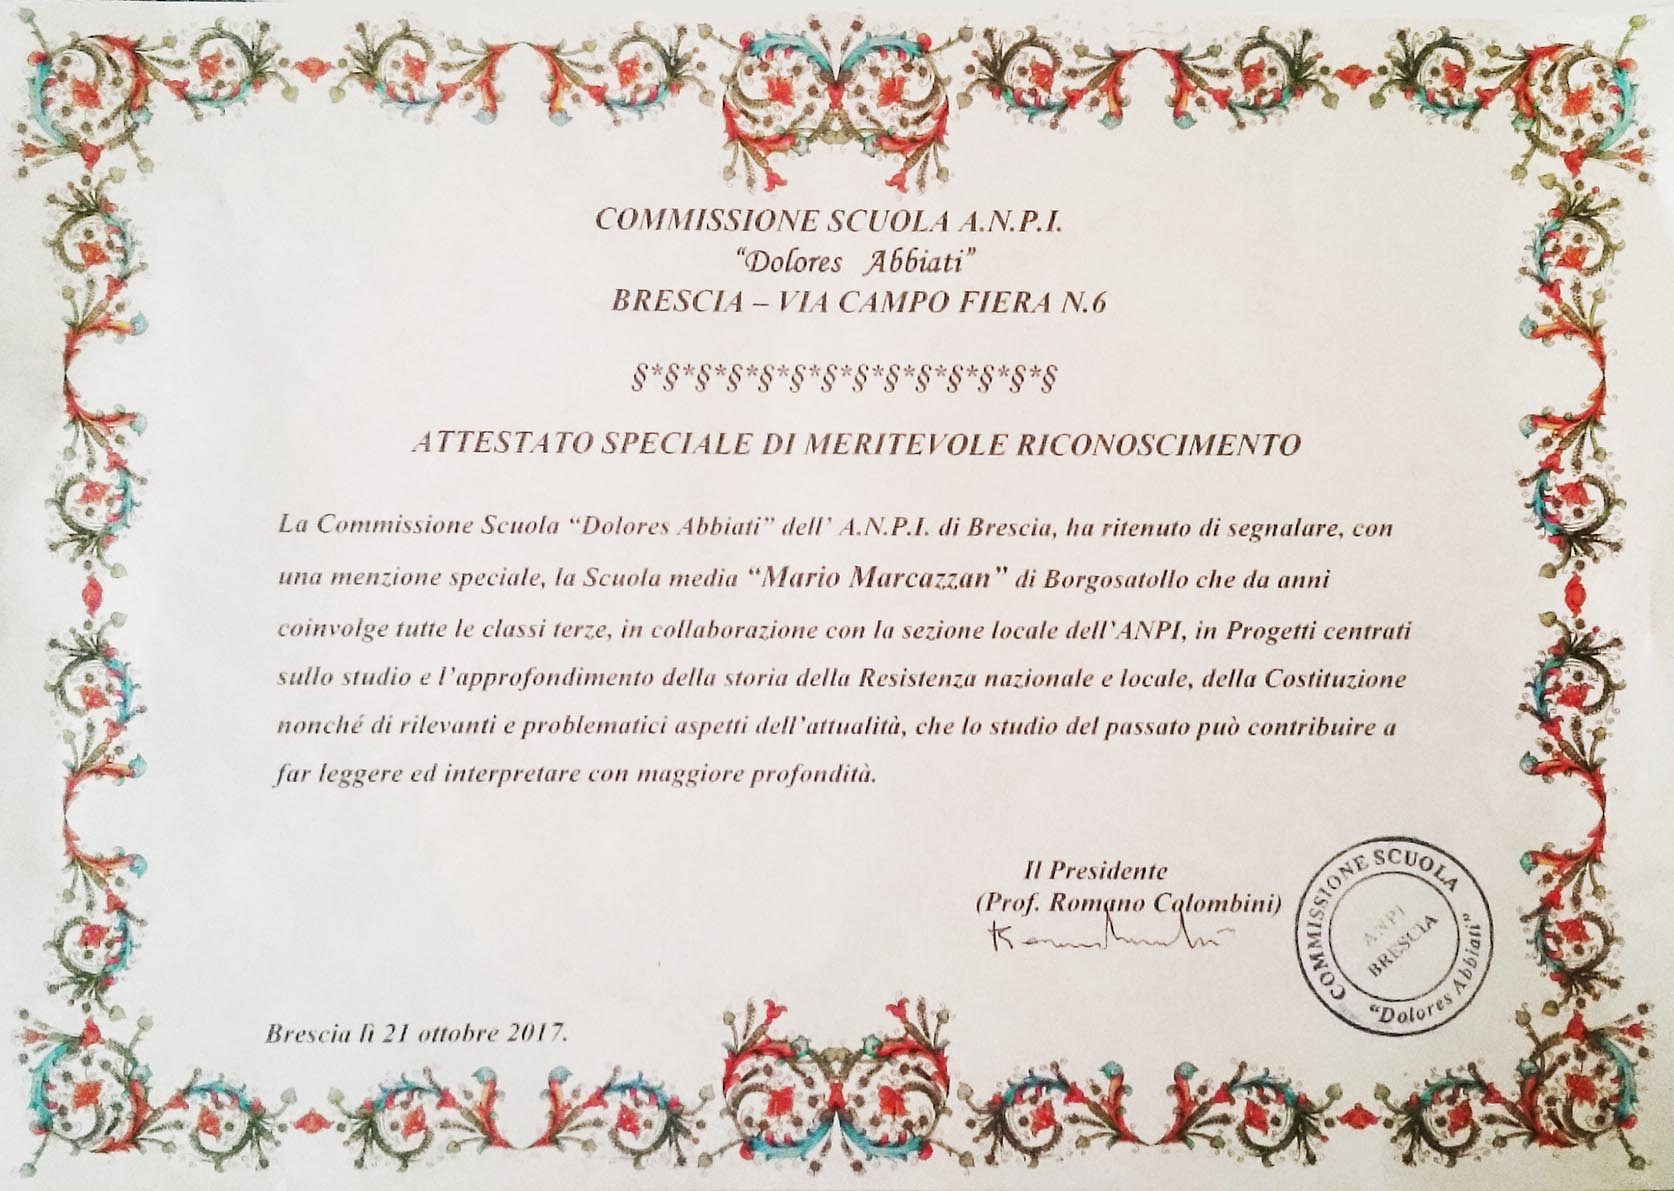 COMMISSIONE SCUOLA A.N.P.I.
“Dolores Abbiati”
BRESCIA – VIA CAMPO FIERA N.6
§*§*§*§*§*§*§*§*§*§*§*§*§*§
ATTESTATO SPECIALE DI MERITEVOLE RICONOSCIMENTO
La Commissione Scuola “Dolores Abbiati” dell’ A.N.P.I. di Brescia, ha ritenuto di segnalare, con
una menzione speciale, la Scuola media “Mario Marcazzan” di Borgosatollo che da anni
coinvolge tutte le classi terze, in collaborazione con la sezione locale dell’ANPI, in Progetti centrati
sullo studio e l’approfondimento della storia della Resistenza nazionale e locale, della Costituzione
nonché di rilevanti e problematici aspetti dell’attualità, che lo studio del passato può contribuire a
far leggere ed interpretare con maggiore profondità.
Il Presidente
(Prof. Romano Colombini)
COMMISSIONE SCUOLA
ANPI
BRESCIA
“Dolores Abbiati”
Brescia lì 21 ottobre 2017.